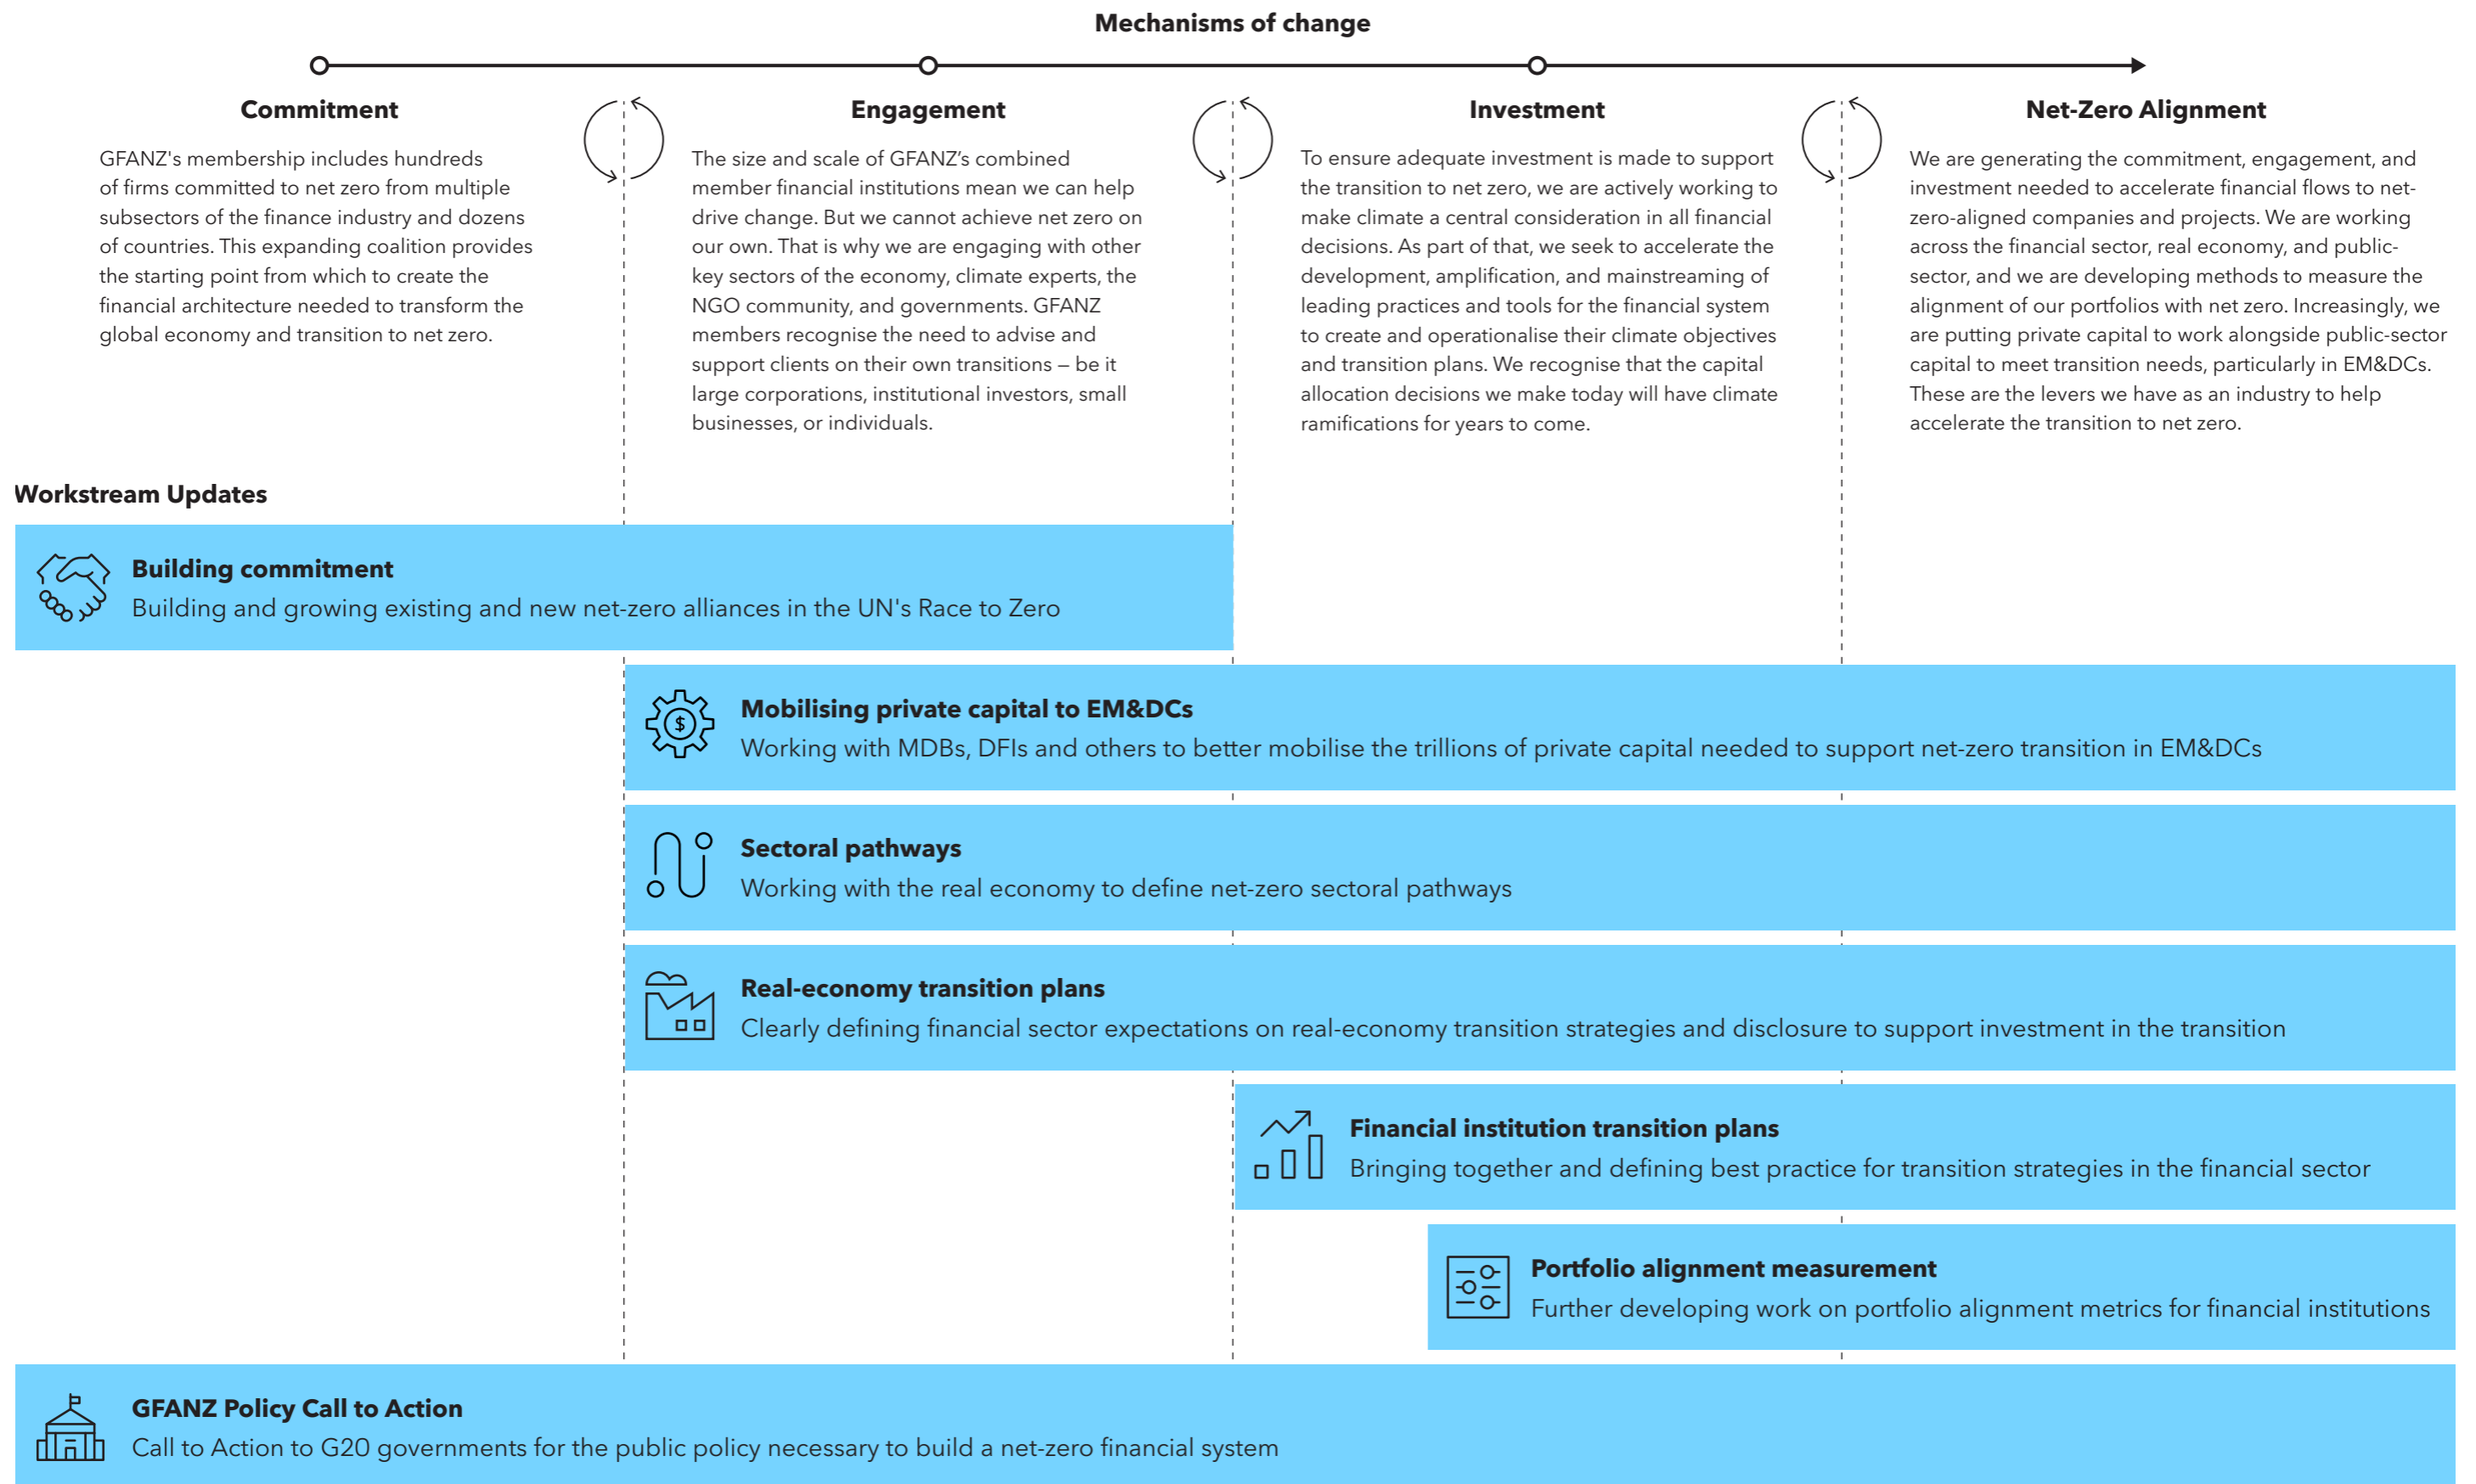 Mechanisms of change
Commitment
GFANZ's membership includes hundreds
of firms committed to net zero from multiple
subsectors of the finance industry and dozens
of countries. This expanding coalition provides
the starting point from which to create the
financial architecture needed to transform the
global economy and transition to net zero.
Engagement
The size and scale of GFANZ’s combined
member financial institutions mean we can help
drive change. But we cannot achieve net zero on
our own. That is why we are engaging with other
key sectors of the economy, climate experts, the
NGO community, and governments. GFANZ
members recognise the need to advise and
support clients on their own transitions – be it
large corporations, institutional investors, small
businesses, or individuals.
Investment
To ensure adequate investment is made to support
the transition to net zero, we are actively working to
make climate a central consideration in all financial
decisions. As part of that, we seek to accelerate the
development, amplification, and mainstreaming of
leading practices and tools for the financial system
to create and operationalise their climate objectives
and transition plans. We recognise that the capital
allocation decisions we make today will have climate
ramifications for years to come.
Net-Zero Alignment
We are generating the commitment, engagement, and
investment needed to accelerate financial flows to net-
zero-aligned companies and projects. We are working
across the financial sector, real economy, and public-
sector, and we are developing methods to measure the
alignment of our portfolios with net zero. Increasingly, we
are putting private capital to work alongside public-sector
capital to meet transition needs, particularly in EM&DCs.
These are the levers we have as an industry to help
accelerate the transition to net zero.
Workstream Updates
Building commitment
Building and growing existing and new net-zero alliances in the UN's Race to Zero
Mobilising private capital to EM&DCs
Working with MDBs, DFIs and others to better mobilise the trillions of private capital needed to support net-zero transition in EM&DCs
$
Sectoral pathways
Working with the real economy to define net-zero sectoral pathways
Real-economy transition plans
Clearly defining financial sector expectations on real-economy transition strategies and disclosure to support investment in the transition
Financial institution transition plans
Bringing together and defining best practice for transition strategies in the financial sector
Portfolio alignment measurement
Further developing work on portfolio alignment metrics for financial institutions
GFANZ Policy Call to Action
Call to Action to G20 governments for the public policy necessary to build a net-zero financial system